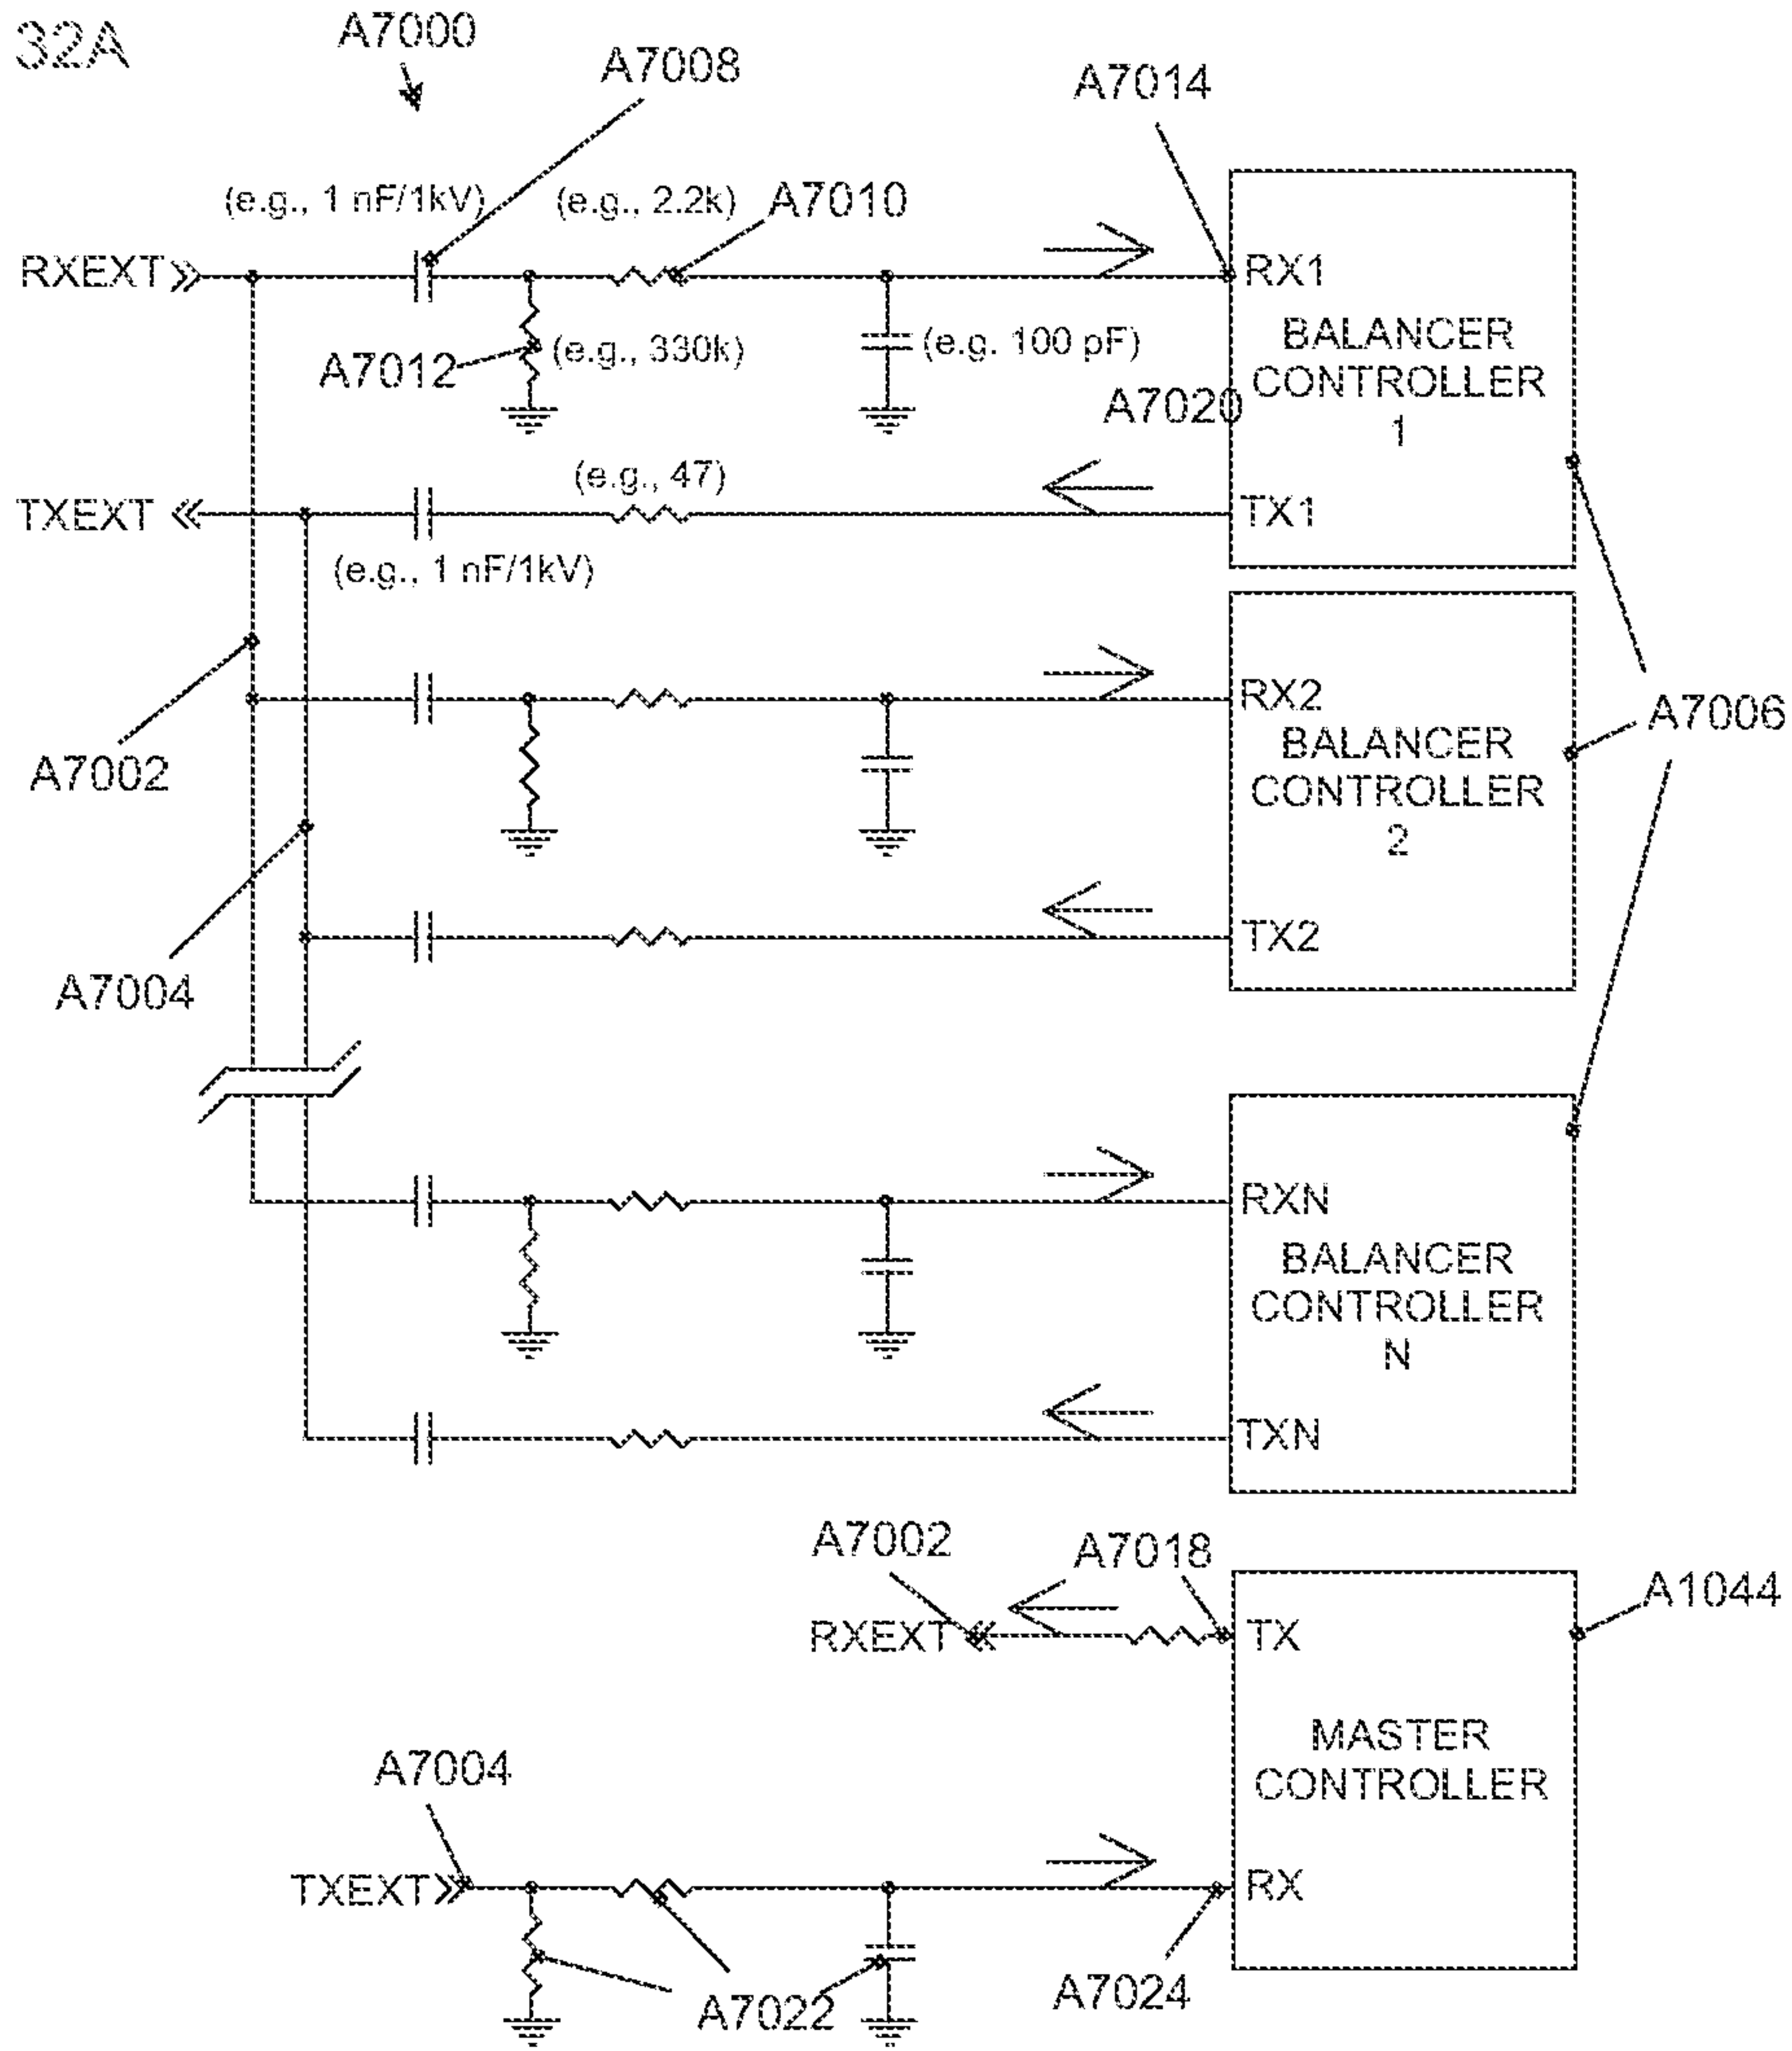 32A
A7000
A7008
A7014
(e.g., 1 nF/1kV)
(e.g., 2.2k)
A7010
RXEXT
RX1
A7012
(e.g., 330k)
(e.g. 100 pF)
BALANCER
CONTROLLER
1
A7020
(e.g., 47)
TXEXT
TX1
(e.g., 1 nF/1kV)
RX2
A7006
A7002
BALANCER
CONTROLLER
2
TX2
A7004
RXN
BALANCER
CONTROLLER
N
TXN
A7002
A7018
A1044
RXEXT
TX
MASTER
CONTROLLER
A7004
TXEXT
RX
A7022
A7024